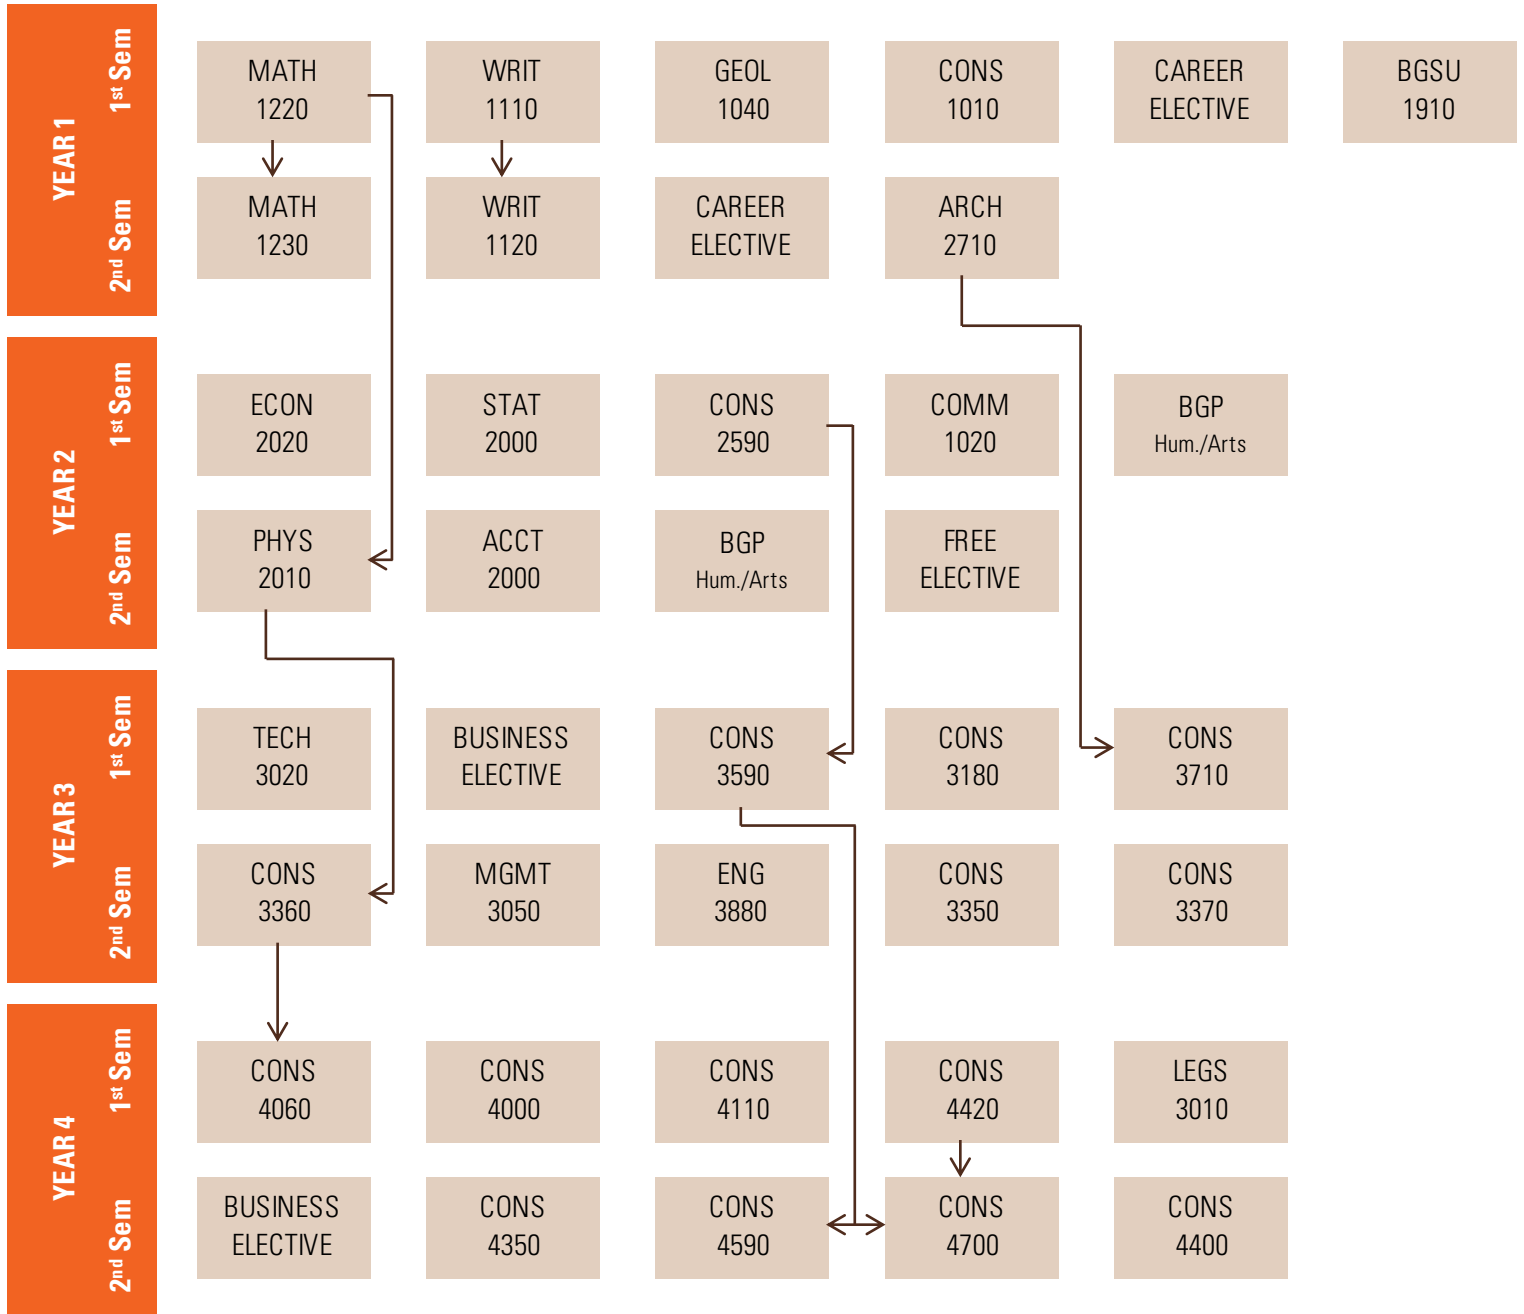 YEAR 1
1st Sem
MATH
1220
WRIT
1110
GEOL
1040
CONS
1010
CAREER
ELECTIVE
BGSU
1910
2nd Sem
MATH
1230
WRIT
1120
CAREER
ELECTIVE
ARCH
2710
YEAR 2
1st Sem
ECON
2020
STAT
2000
CONS
2590
COMM
1020
BGP
Hum./Arts
2nd Sem
PHYS
2010
ACCT
2000
BGP
Hum./Arts
FREE
ELECTIVE
YEAR 3
1st Sem
TECH
3020
BUSINESS
ELECTIVE
CONS
3590
CONS
3180
CONS
3710
2nd Sem
CONS
3360
MGMT
3050
ENG
3880
CONS
3350
CONS
3370
YEAR 4
1st Sem
CONS
4060
CONS
4000
CONS
4110
CONS
4420
LEGS
3010
2nd Sem
BUSINESS
ELECTIVE
CONS
4350
CONS
4590
CONS
4700
CONS
4400